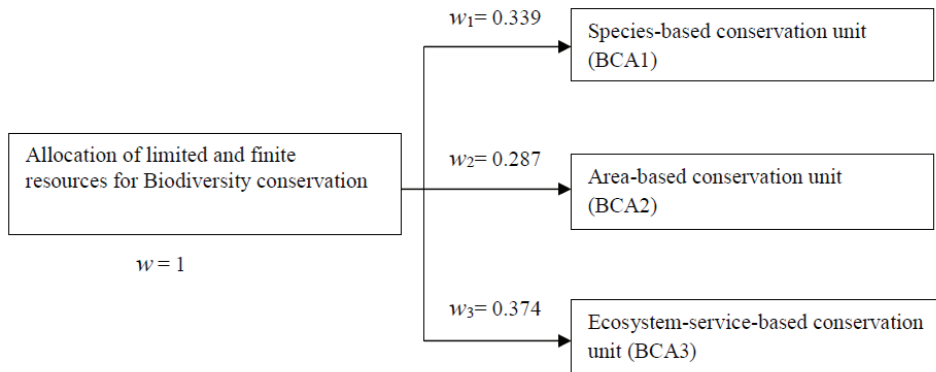 w1= 0.339
Species-based conservation unit
(BCA1)
Allocation of limited and finite
resources for Biodiversity conservation
w2= 0.287
Area-based conservation unit
(BCA2)
w = 1
w3= 0.374
Ecosystem-service-based conservation
unit (BCA3)